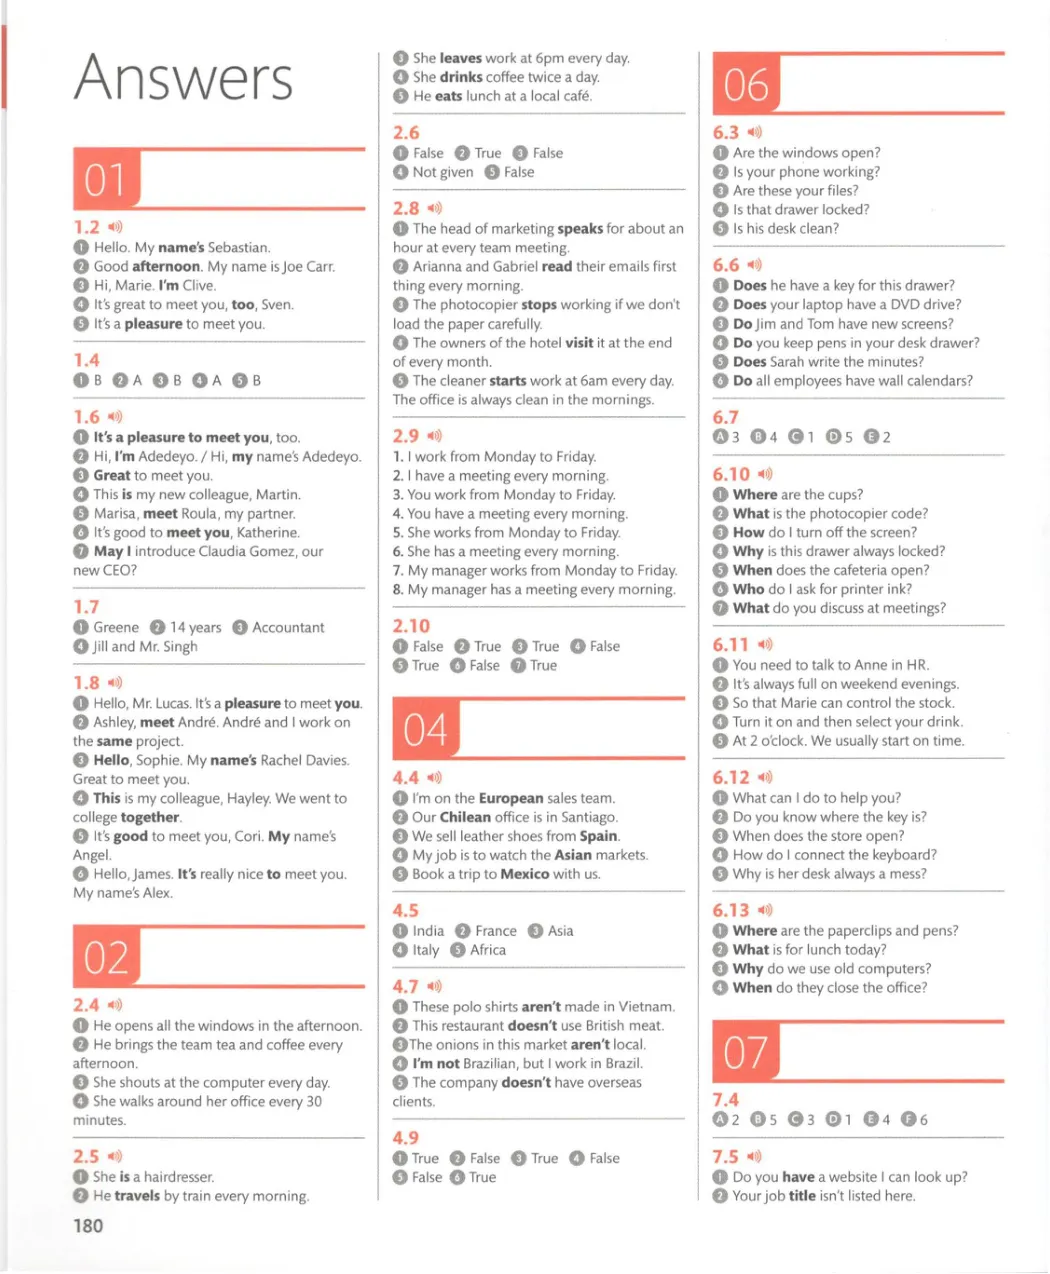 Answers
01
1.2
1 Hello. My name's Sebastian.
2 Good afternoon. My name is Joe Carr.
3 Hi, Marie. I'm Clive.
4 It's great to meet you, too, Sven.
5 It's a pleasure to meet you.
1.4
1 B 2 A 3 B 4 A 5 B
1.6
1 It's a pleasure to meet you, too.
2 Hi, I'm Adedeyo. / Hi, my name's Adedeyo.
3 Great to meet you.
4 This is my new colleague, Martin.
5 Marisa, meet Roula, my partner.
6 It's good to meet you, Katherine.
7 May I introduce Claudia Gomez, our
new CEO?
1.7
1 Greene 2 14 years 3 Accountant
4 Jill and Mr. Singh
1.8
1 Hello, Mr. Lucas. It's a pleasure to meet you.
2 Ashley, meet André. André and I work on
the same project.
3 Hello, Sophie. My name's Rachel Davies.
Great to meet you.
4 This is my colleague, Hayley. We went to
college together.
5 It's good to meet you, Cori. My name's
Angel.
6 Hello, James. It's really nice to meet you.
My name's Alex.
02
2.4
1 He opens all the windows in the afternoon.
2 He brings the team tea and coffee every
afternoon.
3 She shouts at the computer every day.
4 She walks around her office every 30
minutes.
2.5
1 She is a hairdresser.
2 He travels by train every morning.
180
3 She leaves work at 6pm every day.
4 She drinks coffee twice a day.
5 He eats lunch at a local café.
2.6
1 False 2 True 3 False
4 Not given 5 False
2.8
1 The head of marketing speaks for about an
hour at every team meeting.
2 Arianna and Gabriel read their emails first
thing every morning.
3 The photocopier stops working if we don't
load the paper carefully.
4 The owners of the hotel visit it at the end
of every month.
5 The cleaner starts work at 6am every day.
The office is always clean in the mornings.
2.9
1. I work from Monday to Friday.
2. I have a meeting every morning.
3. You work from Monday to Friday.
4. You have a meeting every morning.
5. She works from Monday to Friday.
6. She has a meeting every morning.
7. My manager works from Monday to Friday.
8. My manager has a meeting every morning.
2.10
1 False 2 True 3 True 4 False
5 True 6 False 7 True
04
4.4
1 I'm on the European sales team.
2 Our Chilean office is in Santiago.
3 We sell leather shoes from Spain.
4 My job is to watch the Asian markets.
5 Book a trip to Mexico with us.
4.5
1 India 2 France 3 Asia
4 Italy 5 Africa
4.7
1 These polo shirts aren't made in Vietnam.
2 This restaurant doesn't use British meat.
3 The onions in this market aren't local.
4 I'm not Brazilian, but I work in Brazil.
5 The company doesn't have overseas
clients.
4.9
1 True 2 False 3 True 4 False
5 False 6 True
06
6.3
1 Are the windows open?
2 Is your phone working?
3 Are these your files?
4 Is that drawer locked?
5 Is his desk clean?
6.6
1 Does he have a key for this drawer?
2 Does your laptop have a DVD drive?
3 Do Jim and Tom have new screens?
4 Do you keep pens in your desk drawer?
5 Does Sarah write the minutes?
6 Do all employees have wall calendars?
6.7
A 3 B 4 C 1 D 5 E 2
6.10
1 Where are the cups?
2 What is the photocopier code?
3 How do I turn off the screen?
4 Why is this drawer always locked?
5 When does the cafeteria open?
6 Who do I ask for printer ink?
7 What do you discuss at meetings?
6.11
1 You need to talk to Anne in HR.
2 It's always full on weekend evenings.
3 So that Marie can control the stock.
4 Turn it on and then select your drink.
5 At 2 o'clock. We usually start on time.
6.12
1 What can I do to help you?
2 Do you know where the key is?
3 When does the store open?
4 How do I connect the keyboard?
5 Why is her desk always a mess?
6.13
1 Where are the paperclips and pens?
2 What is for lunch today?
3 Why do we use old computers?
4 When do they close the office?
07
7.4
A 2 B 5 C 3 D 1 E 4 F 6
7.5
1 Do you have a website I can look up?
2 Your job title isn't listed here.